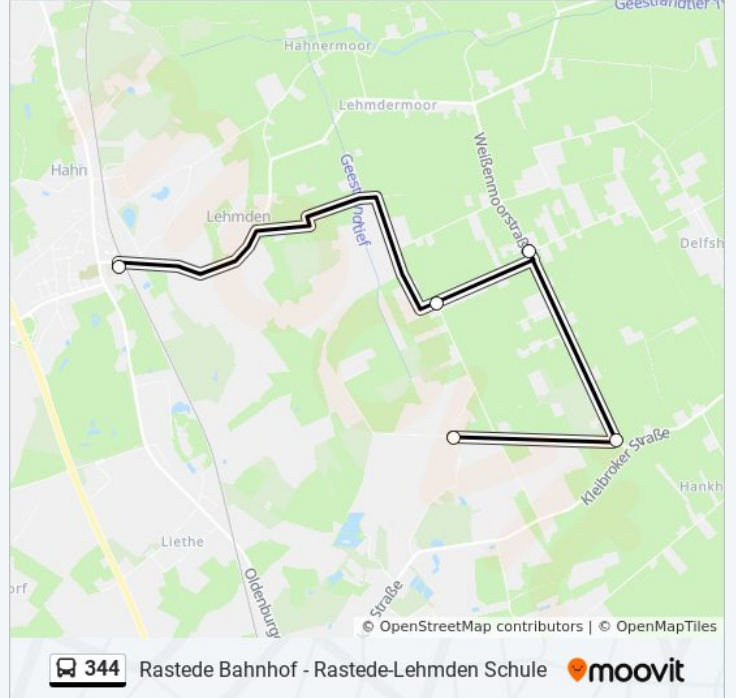 Geestrandtief
Hahnermoor
Lehmdermoor
Weißenmoorstraße
Hahn
Geestrandtief
Lehmden
Delfsh
Kleibroker Straße
Hankh
Liethe
Oldenburge
orf
Straße
© OpenStreetMap contributors | © OpenMapTiles
344 Rastede Bahnhof - Rastede-Lehmden Schule moovit